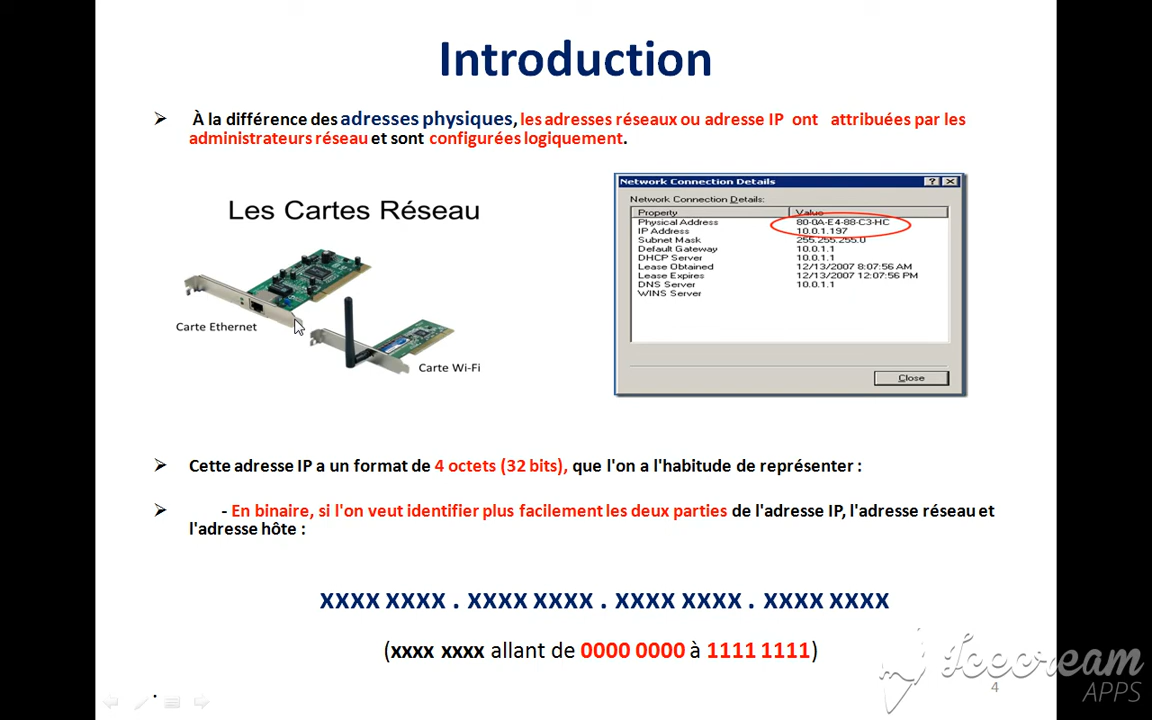 Introduction
À la différence des adresses physiques, les adresses réseaux ou adresse IP ont attribuées par les
administrateurs réseau et sont configurées logiquement.
Les Cartes Réseau
Carte Ethernet
Carte Wi-Fi
Network Connection Details
Network Connection Details:
Property Value
Physical Address 80-0A-E4-88-C3-HC
IP Address 10.0.1.197
Subnet Mask 255.255.255.0
Default Gateway 10.0.1.1
DHCP Server 10.0.1.1
Lease Obtained 12/13/2007 8:07:56 AM
Lease Expires 12/13/2007 12:07:56 PM
DNS Server 10.0.1.1
WINS Server
Close
Cette adresse IP a un format de 4 octets (32 bits), que l'on a l'habitude de représenter :
- En binaire, si l'on veut identifier plus facilement les deux parties de l'adresse IP, l'adresse réseau et
l'adresse hôte :
xxxx xxxx . xxxx xxxx . xxxx xxxx . xxxx xxxx
(xxxx xxxx allant de 0000 0000 à 1111 1111)
Icecream
APPS
4